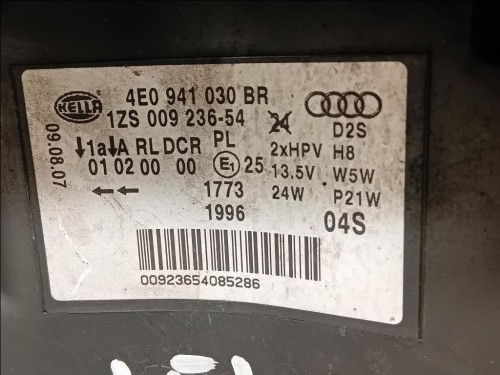 HELLA
4E0 941 030 BR
1ZS 009 236-54
09.08.07
1a A RL DCR PL
01 02 00 00
E1 25
1773
1996
24 D2S
2xHPV H8
13.5V W5W
24W P21W
04S
00923654085286